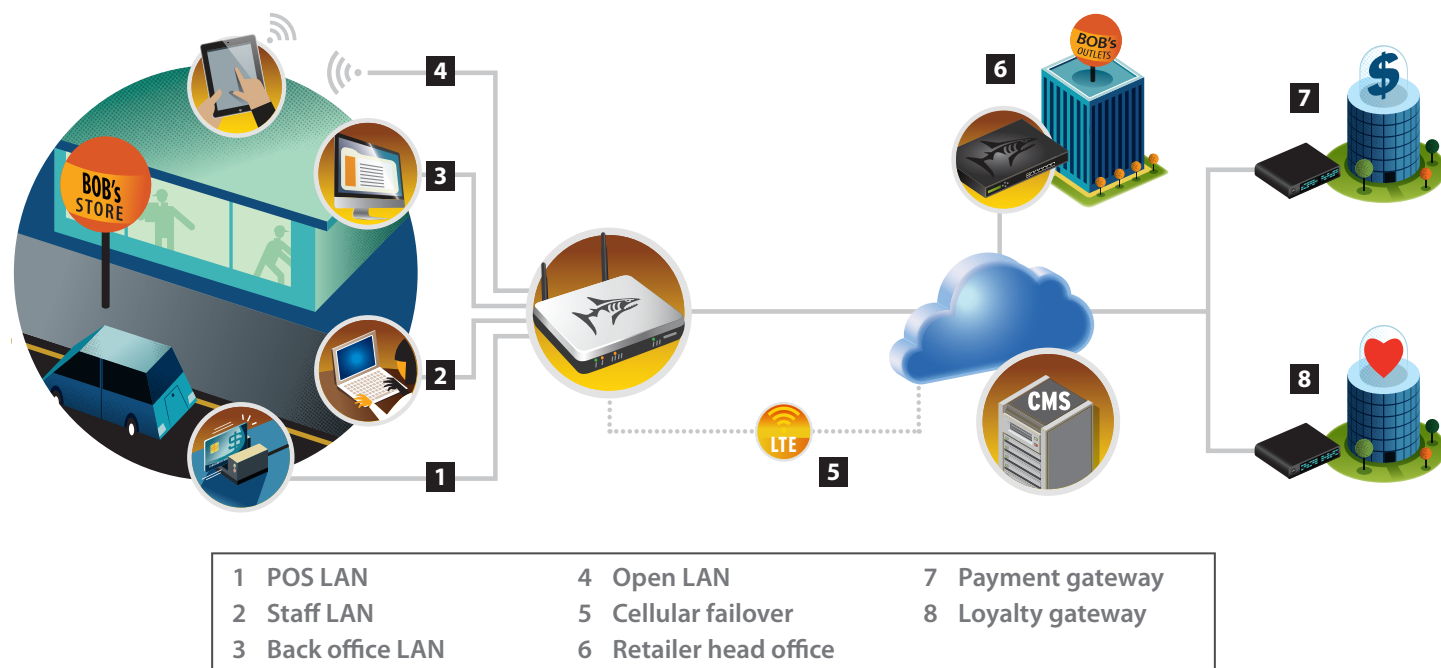 4
BOB's
OUTLETS
6
7
$
3
BOB's
STORE
2
8
CMS
LTE
5
$
1
1 POS LAN
2 Staff LAN
3 Back office LAN
4 Open LAN
5 Cellular failover
6 Retailer head office
7 Payment gateway
8 Loyalty gateway